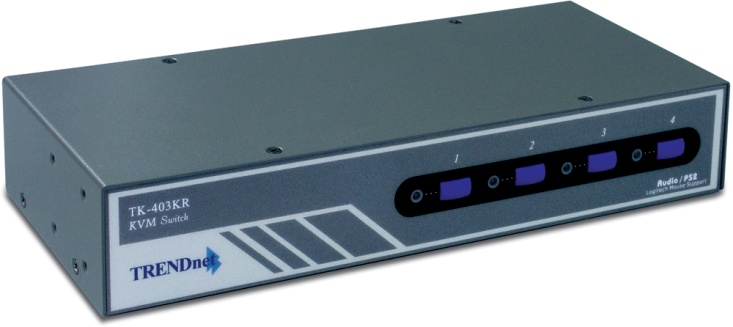 1 2 3 4
TK-403KR
KVM Switch
Audio / PS2
Logitech Mouse Support
TRENDnet